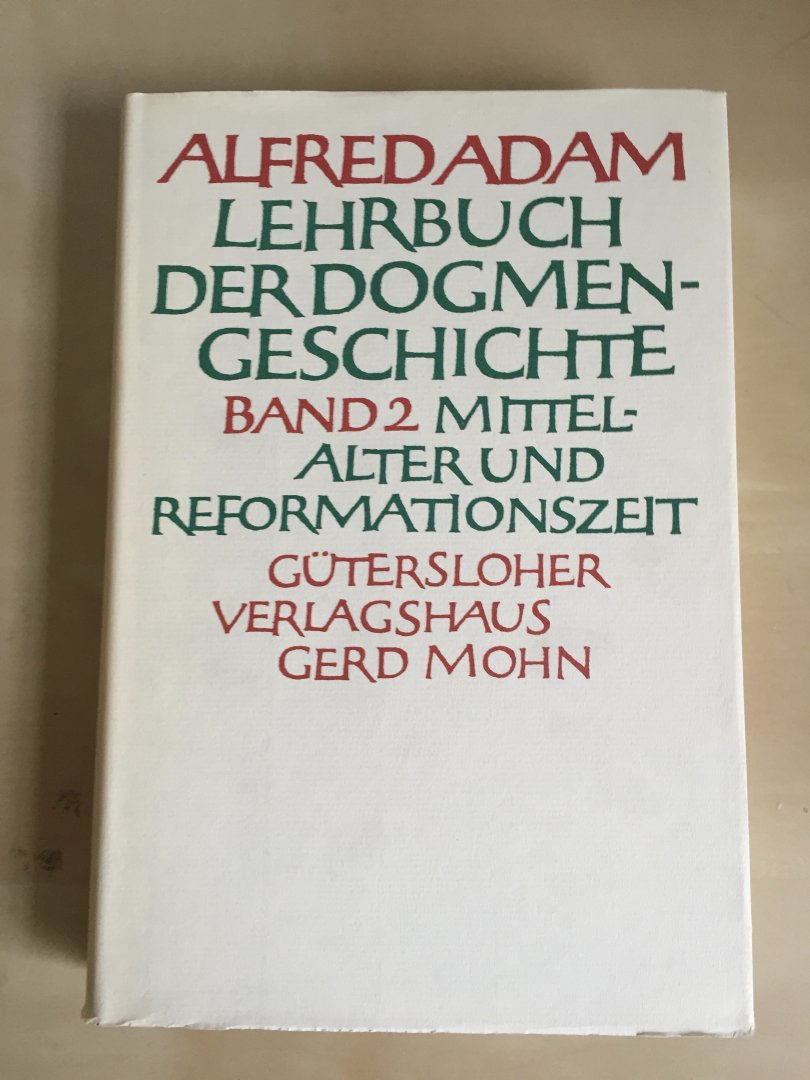 ALFRED ADAM
LEHRBUCH
DER DOGMEN-
GESCHICHTE
BAND 2 MITTEL-
ALTER UND
REFORMATIONSZEIT
GÜTERSLOHER
VERLAGSHAUS
GERD MOHN